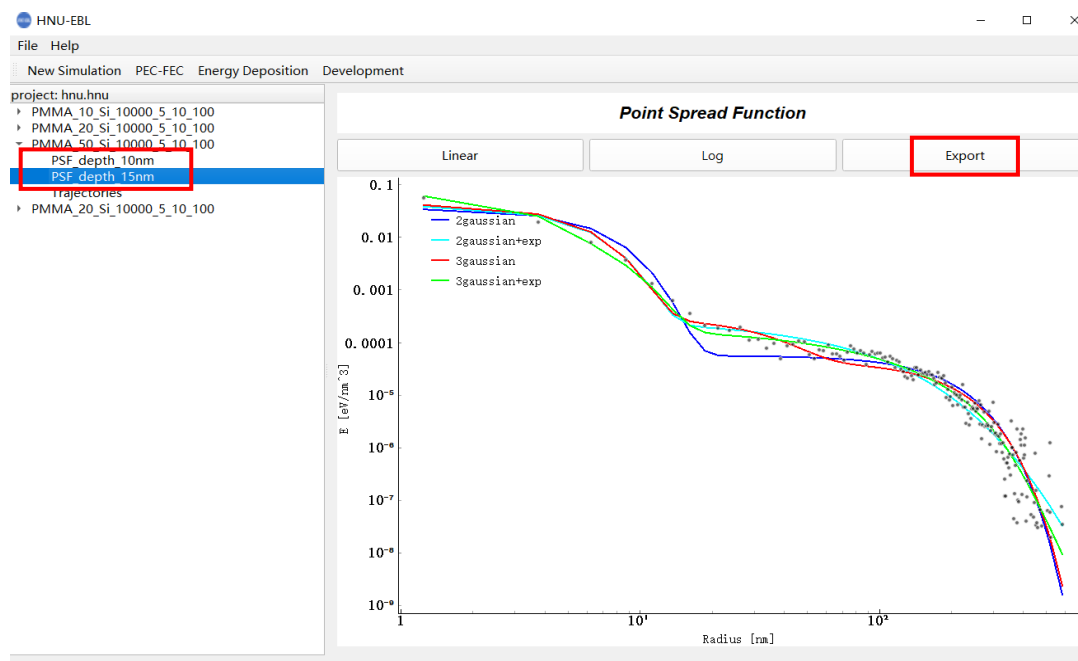 HNU-EBL
File Help
New Simulation PEC-FEC Energy Deposition Development
project: hnu.hnu
PMMA_10_Si_10000_5_10_100
PMMA_20_Si_10000_5_10_100
PMMA_50_Si_10000_5_10_100
PSF_depth_10nm
PSF_depth_15nm
Trajectories
PMMA_20_Si_10000_5_10_100
Point Spread Function
Linear Log Export
0.1
0.01
0.001
0.0001
10⁻⁵
10⁻⁶
10⁻⁷
10⁻⁸
10⁻⁹
E [eV/nm^3]
2gaussian
2gaussian+exp
3gaussian
3gaussian+exp
1 10¹ 10²
Radius [nm]